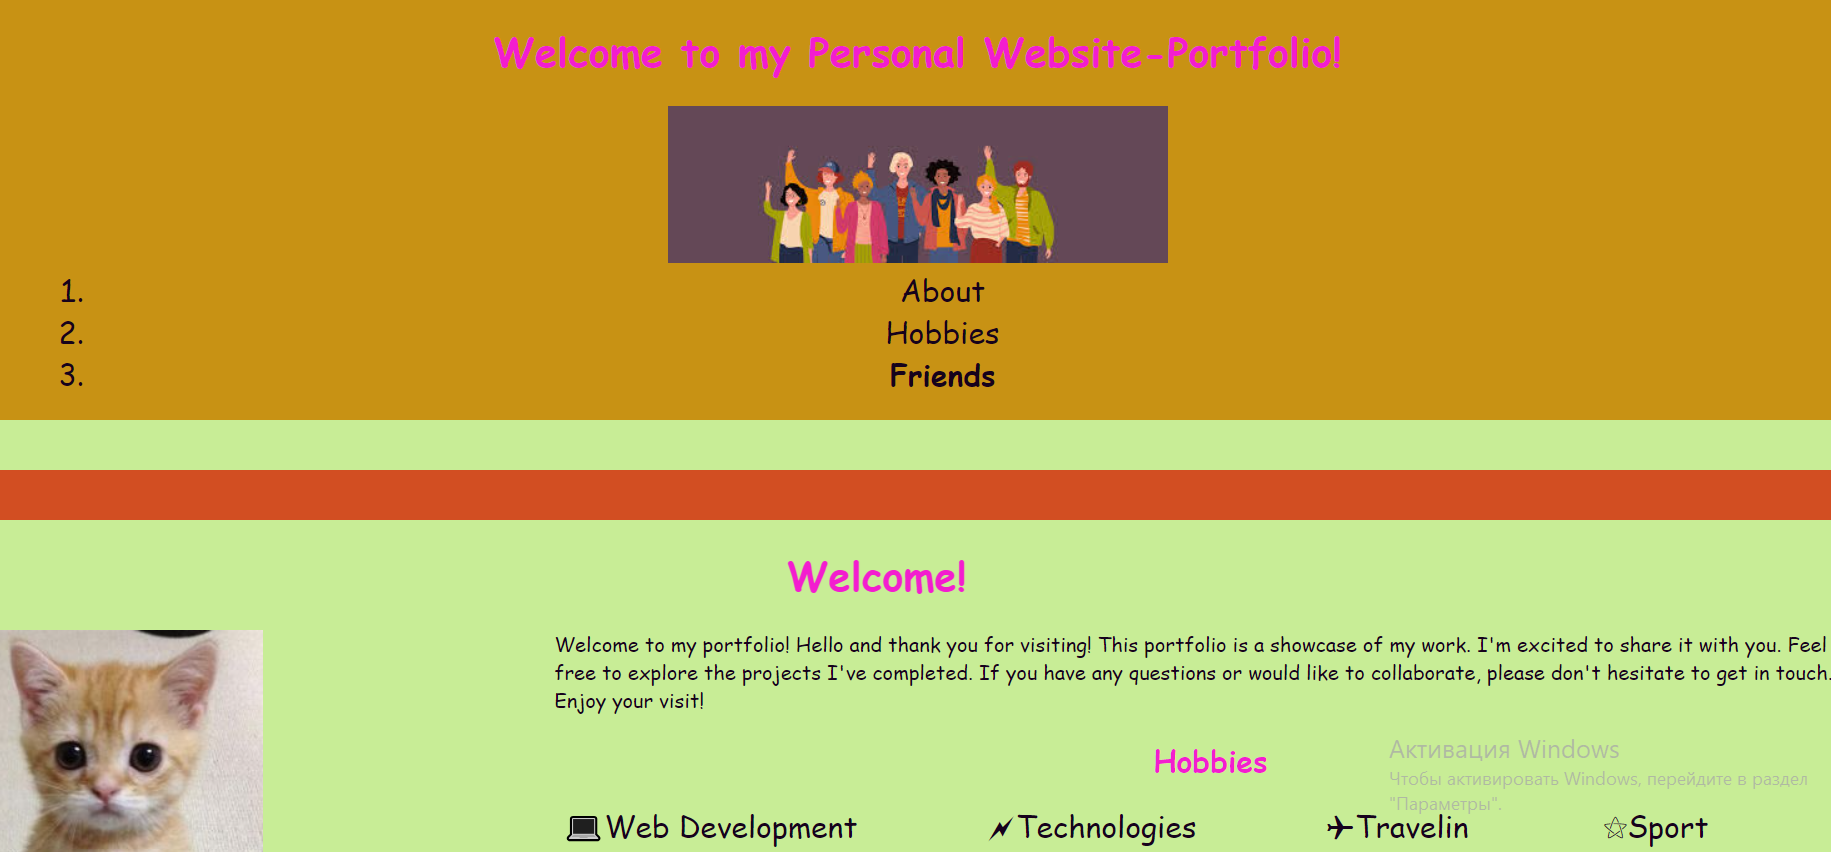 Welcome to my Personal Website-Portfolio!
1. About
2. Hobbies
3. Friends
Welcome!
Welcome to my portfolio! Hello and thank you for visiting! This portfolio is a showcase of my work. I'm excited to share it with you. Feel
free to explore the projects I've completed. If you have any questions or would like to collaborate, please don't hesitate to get in touch.
Enjoy your visit!
Hobbies
Активация Windows
Чтобы активировать Windows, перейдите в раздел
"Параметры".
💻Web Development ⚡Technologies ✈Travelin ⚝Sport